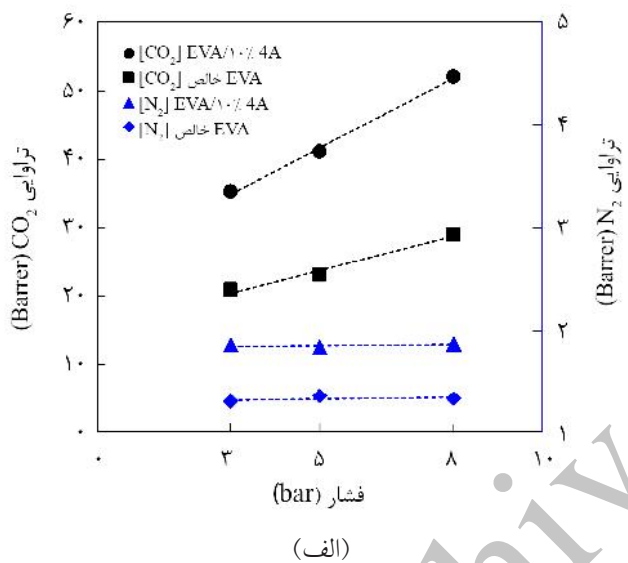 ● [CO₂] EVA/۱۰٪ 4A
■ [CO₂] خالص EVA
▲ [N₂] EVA/۱۰٪ 4A
◆ [N₂] خالص EVA
تراوایی CO₂ (Barrer)
۶۰
۵۰
۴۰
۳۰
۲۰
۱۰
۰
تراوایی N₂ (Barrer)
۵
۴
۳
۲
1
۰ ۳ ۵ ۸ ۱۰
فشار (bar)
(الف)